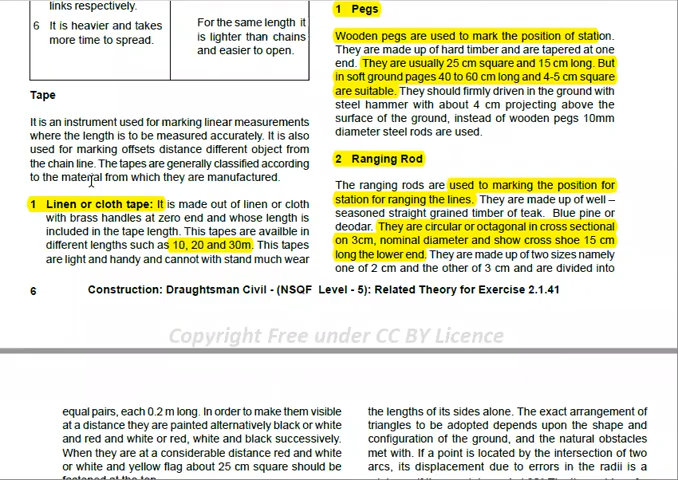 links respectively.
6 It is heavier and takes
more time to spread.
For the same length it
is lighter than chains
and easier to open.
Tape
It is an instrument used for marking linear measurements
where the length is to be measured accurately. It is also
used for marking offsets distance different object from
the chain line. The tapes are generally classified according
to the material from which they are manufactured.
1 Linen or cloth tape: It is made out of linen or cloth
with brass handles at zero end and whose length is
included in the tape length. This tapes are availble in
different lengths such as 10, 20 and 30m. This tapes
are light and handy and cannot with stand much wear
1 Pegs
Wooden pegs are used to mark the position of station.
They are made up of hard timber and are tapered at one
end. They are usually 25 cm square and 15 cm long. But
in soft ground pages 40 to 60 cm long and 4-5 cm square
are suitable. They should firmly driven in the ground with
steel hammer with about 4 cm projecting above the
surface of the ground, instead of wooden pegs 10mm
diameter steel rods are used.
2 Ranging Rod
The ranging rods are used to marking the position for
station for ranging the lines. They are made up of well –
seasoned straight grained timber of teak. Blue pine or
deodar. They are circular or octagonal in cross sectional
on 3cm, nominal diameter and show cross shoe 15 cm
long the lower end. They are made up of two sizes namely
one of 2 cm and the other of 3 cm and are divided into
6 Construction: Draughtsman Civil - (NSQF Level - 5): Related Theory for Exercise 2.1.41
Copyright Free under CC BY Licence
equal pairs, each 0.2 m long. In order to make them visible
at a distance they are painted alternatively black or white
and red and white or red, white and black successively.
When they are at a considerable distance red and white
or white and yellow flag about 25 cm square should be
fastened at the top.
the lengths of its sides alone. The exact arrangement of
triangles to be adopted depends upon the shape and
configuration of the ground, and the natural obstacles
met with. If a point is located by the intersection of two
arcs, its displacement due to errors in the radii is a